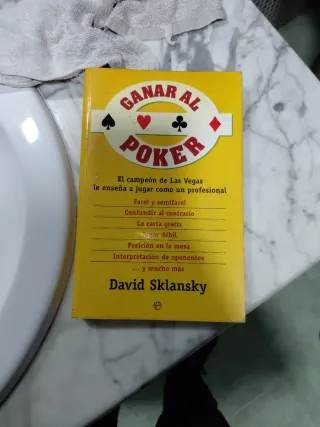 GANAR AL
POKER
El campeón de Las Vegas
le enseña a jugar como un profesional
Farol y semifarol
Confundir al contrario
La carta gratis
débil
Posición en la mesa
Interpretación de oponentes
... y mucho más
David Sklansky